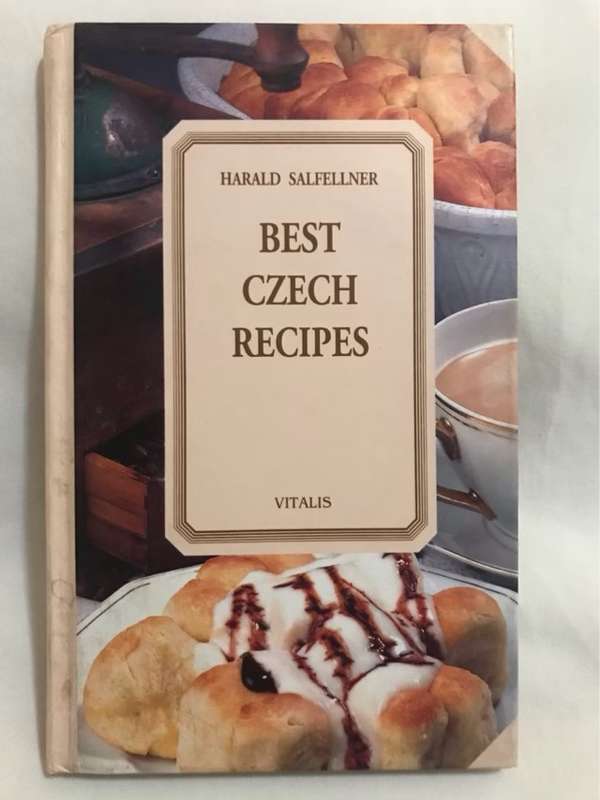 HARALD SALFELLNER
BEST
CZECH
RECIPES
VITALIS